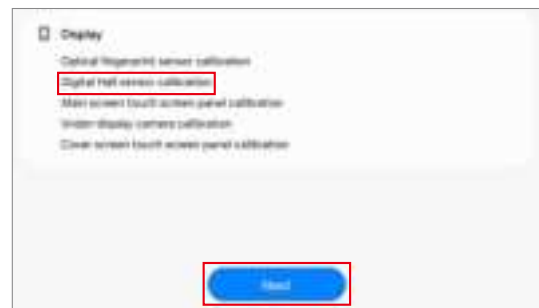 Display
Optical fingerprint sensor calibration
Digital Hall sensor calibration
Main screen touch screen panel calibration
Under display camera calibration
Cover screen touch screen panel calibration
Next